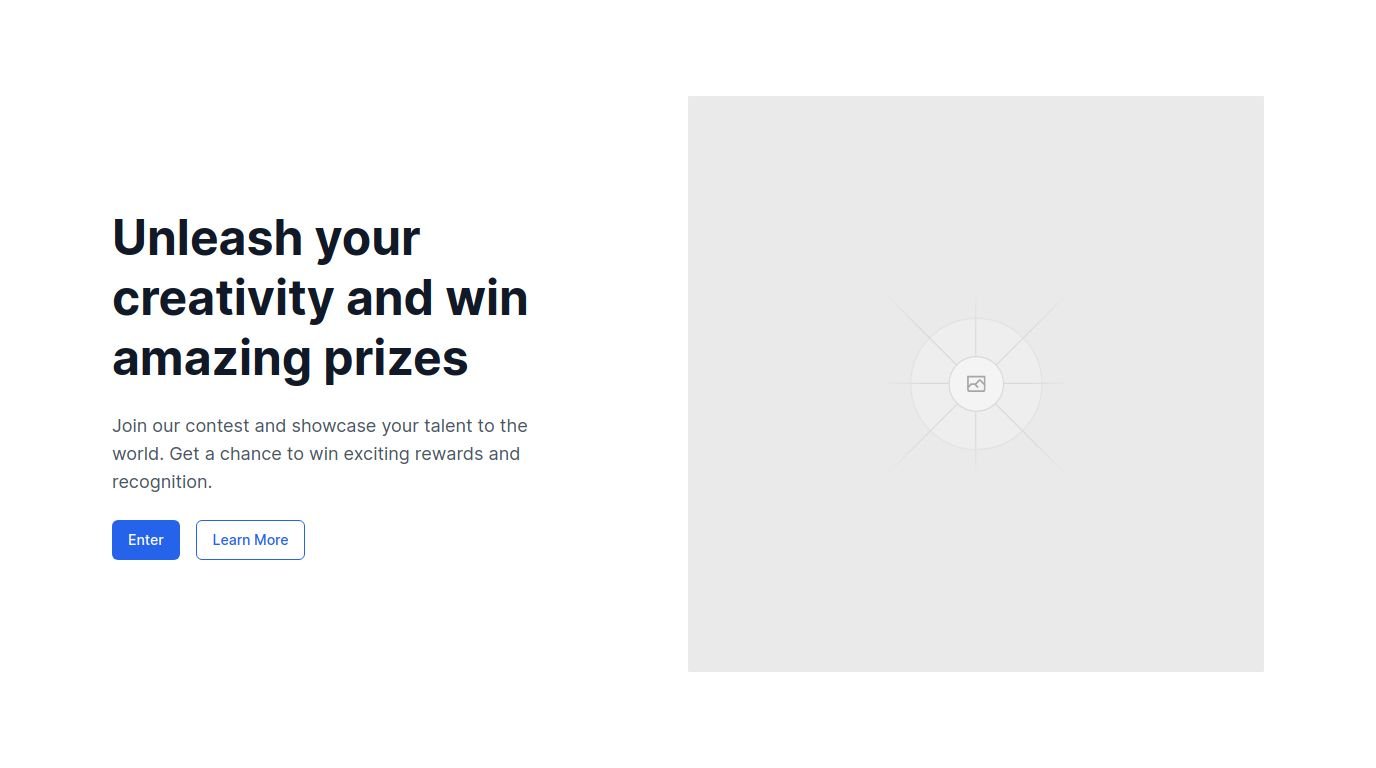 Unleash your
creativity and win
amazing prizes
Join our contest and showcase your talent to the
world. Get a chance to win exciting rewards and
recognition.
Enter
Learn More